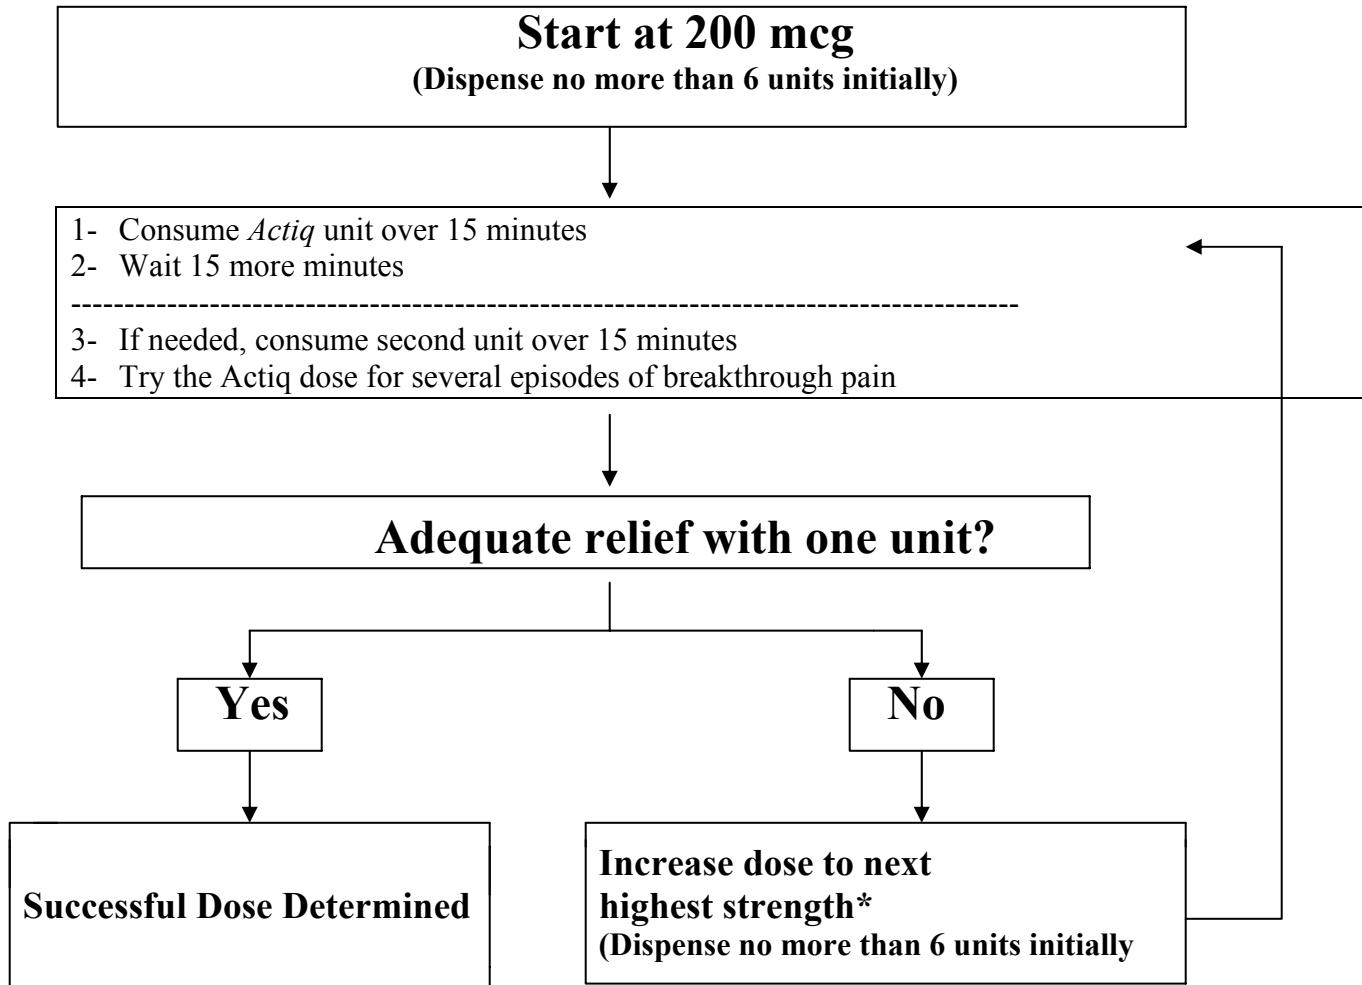 Start at 200 mcg
(Dispense no more than 6 units initially)
1- Consume Actiq unit over 15 minutes
2- Wait 15 more minutes
-----------------------------------------------------------------------------------------
3- If needed, consume second unit over 15 minutes
4- Try the Actiq dose for several episodes of breakthrough pain
Adequate relief with one unit?
Yes
No
Successful Dose Determined
Increase dose to next
highest strength*
(Dispense no more than 6 units initially